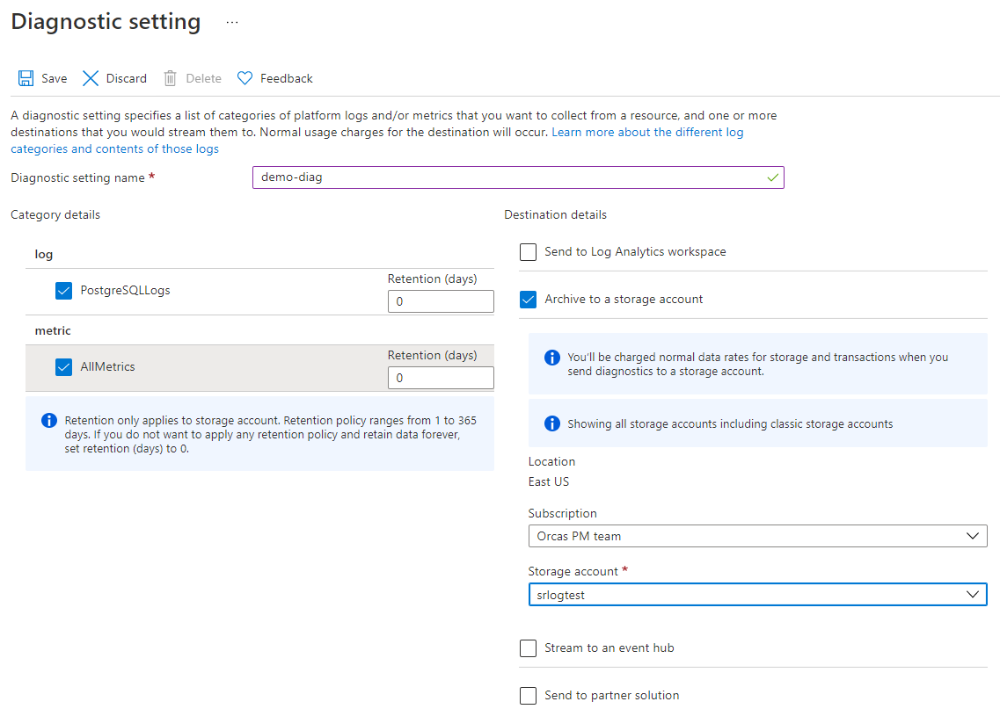 Diagnostic setting ...
Save Discard Delete Feedback
A diagnostic setting specifies a list of categories of platform logs and/or metrics that you want to collect from a resource, and one or more
destinations that you would stream them to. Normal usage charges for the destination will occur. Learn more about the different log
categories and contents of those logs
Diagnostic setting name * demo-diag
Category details
log
PostgreSQLLogs
Retention (days)
0
metric
AllMetrics
Retention (days)
0
Retention only applies to storage account. Retention policy ranges from 1 to 365
days. If you do not want to apply any retention policy and retain data forever,
set retention (days) to 0.
Destination details
Send to Log Analytics workspace
Archive to a storage account
You'll be charged normal data rates for storage and transactions when you
send diagnostics to a storage account.
Showing all storage accounts including classic storage accounts
Location
East US
Subscription
Orcas PM team
Storage account *
srlogtest
Stream to an event hub
Send to partner solution